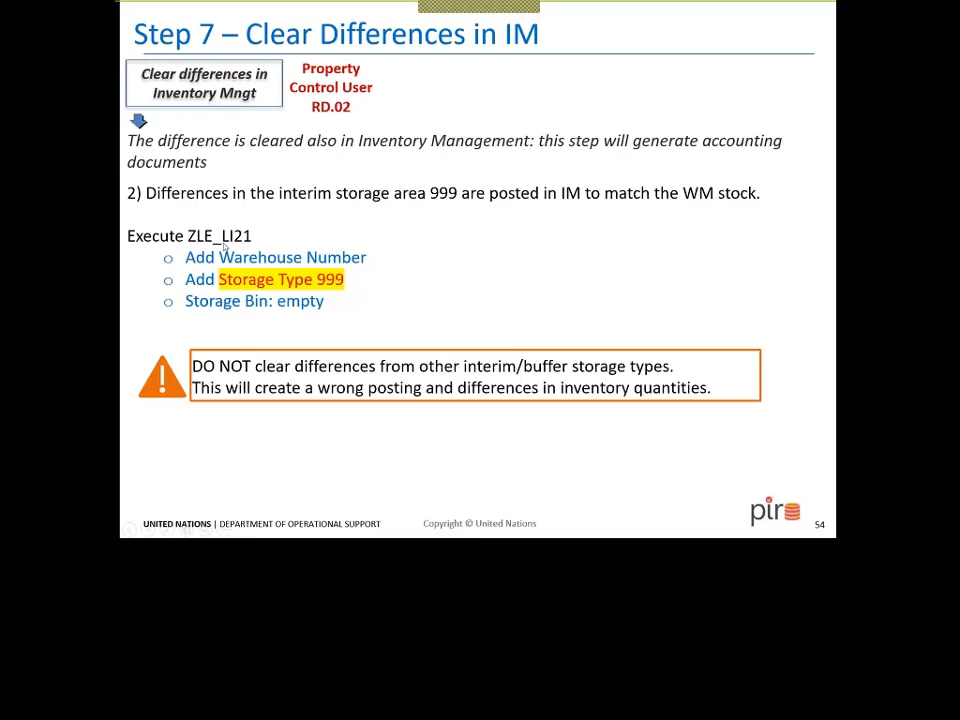 Step 7 – Clear Differences in IM
Clear differences in
Inventory Mngt
Property
Control User
RD.02
The difference is cleared also in Inventory Management: this step will generate accounting
documents
2) Differences in the interim storage area 999 are posted in IM to match the WM stock.
Execute ZLE_LI21
o Add Warehouse Number
o Add Storage Type 999
o Storage Bin: empty
!
DO NOT clear differences from other interim/buffer storage types.
This will create a wrong posting and differences in inventory quantities.
UNITED NATIONS | DEPARTMENT OF OPERATIONAL SUPPORT
Copyright © United Nations
pir
54